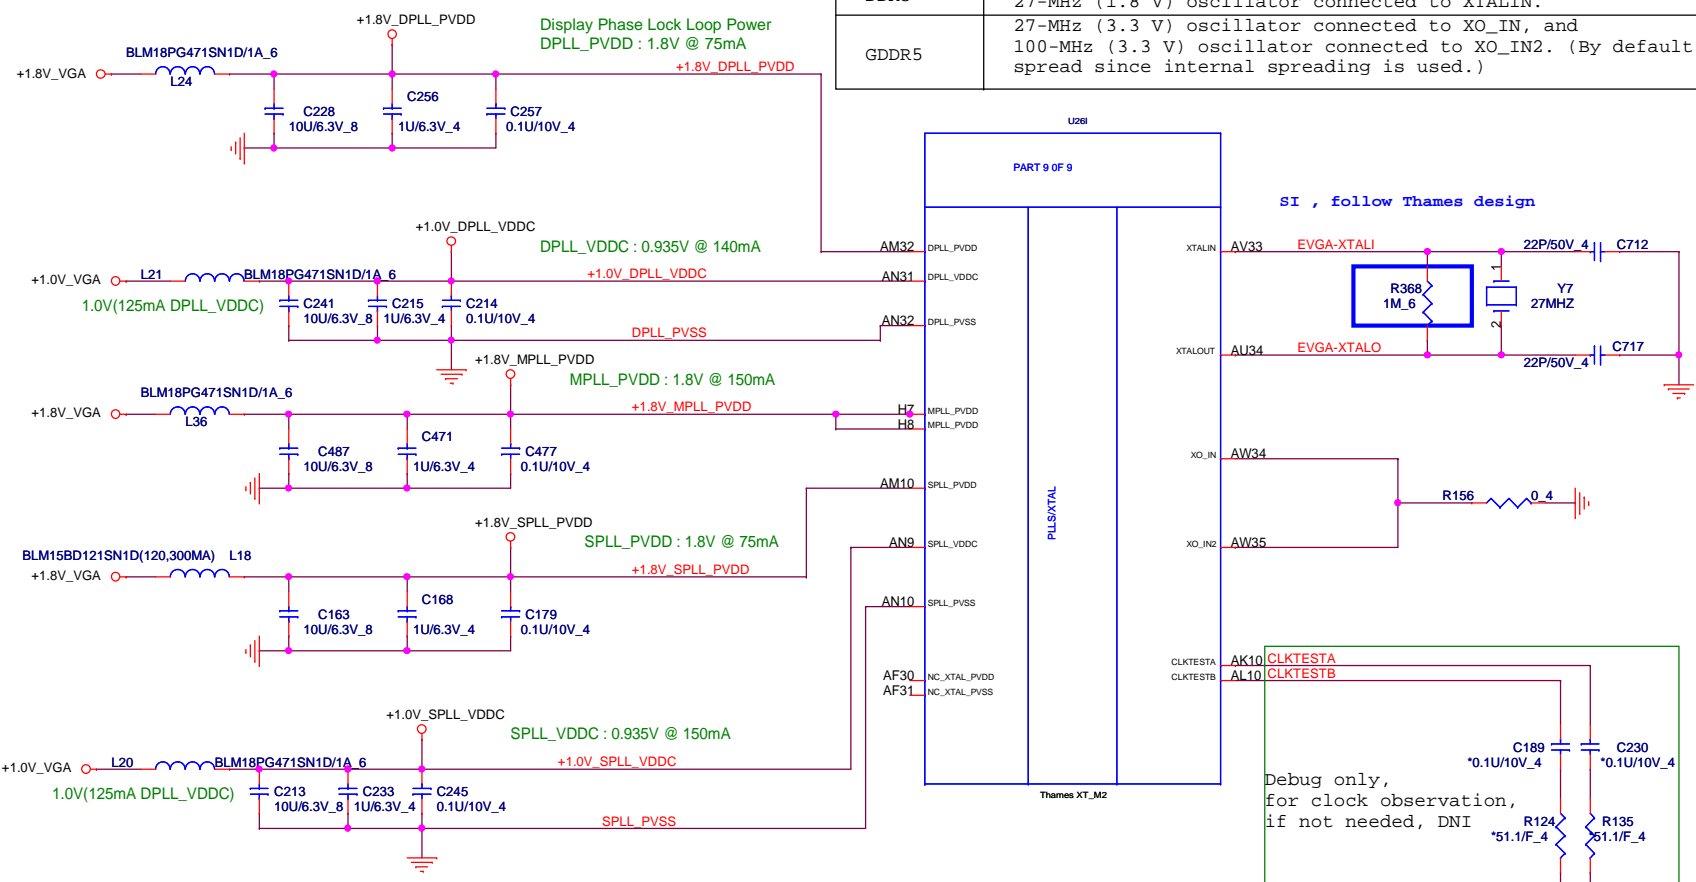 +1.8V_DPLL_PVDD
Display Phase Lock Loop Power
DPLL_PVDD : 1.8V @ 75mA
BLM18PG471SN1D/1A_6
+1.8V_VGA
L24
+1.8V_DPLL_PVDD
C228
10U/6.3V_8
C256
1U/6.3V_4
C257
0.1U/10V_4
27-MHz (1.8 V) oscillator connected to XTALIN.
GDDR5
27-MHz (3.3 V) oscillator connected to XO_IN, and
100-MHz (3.3 V) oscillator connected to XO_IN2. (By default
spread since internal spreading is used.)
U26I
PART 9 0F 9
SI , follow Thames design
+1.0V_DPLL_VDDC
DPLL_VDDC : 0.935V @ 140mA
+1.0V_VGA
L21
BLM18PG471SN1D/1A_6
+1.0V_DPLL_VDDC
1.0V(125mA DPLL_VDDC)
C241
10U/6.3V_8
C215
1U/6.3V_4
C214
0.1U/10V_4
DPLL_PVSS
AM32 DPLL_PVDD
AN31 DPLL_VDDC
AN32 DPLL_PVSS
XTALIN AV33 EVGA-XTALI
22P/50V_4 C712
R368
1M_6
1
Y7
27MHZ
2
XTALOUT AU34 EVGA-XTALO
22P/50V_4 C717
+1.8V_MPLL_PVDD
MPLL_PVDD : 1.8V @ 150mA
BLM18PG471SN1D/1A_6
+1.8V_VGA
L36
+1.8V_MPLL_PVDD
C487
10U/6.3V_8
C471
1U/6.3V_4
C477
0.1U/10V_4
H7 MPLL_PVDD
H8 MPLL_PVDD
AM10 SPLL_PVDD
XO_IN AW34
R156 0_4
PLLS/XTAL
+1.8V_SPLL_PVDD
SPLL_PVDD : 1.8V @ 75mA
BLM15BD121SN1D(120,300MA) L18
+1.8V_VGA
+1.8V_SPLL_PVDD
C163
10U/6.3V_8
C168
1U/6.3V_4
C179
0.1U/10V_4
AN9 SPLL_VDDC
AN10 SPLL_PVSS
XO_IN2 AW35
AF30 NC_XTAL_PVDD
AF31 NC_XTAL_PVSS
CLKTESTA AK10 CLKTESTA
CLKTESTB AL10 CLKTESTB
+1.0V_SPLL_VDDC
SPLL_VDDC : 0.935V @ 150mA
+1.0V_VGA
L20
BLM18PG471SN1D/1A_6
+1.0V_SPLL_VDDC
1.0V(125mA DPLL_VDDC)
C213
10U/6.3V_8
C233
1U/6.3V_4
C245
0.1U/10V_4
SPLL_PVSS
Thames XT_M2
C189
*0.1U/10V_4
C230
*0.1U/10V_4
Debug only,
for clock observation,
if not needed, DNI
R124
*51.1/F_4
R135
*51.1/F_4